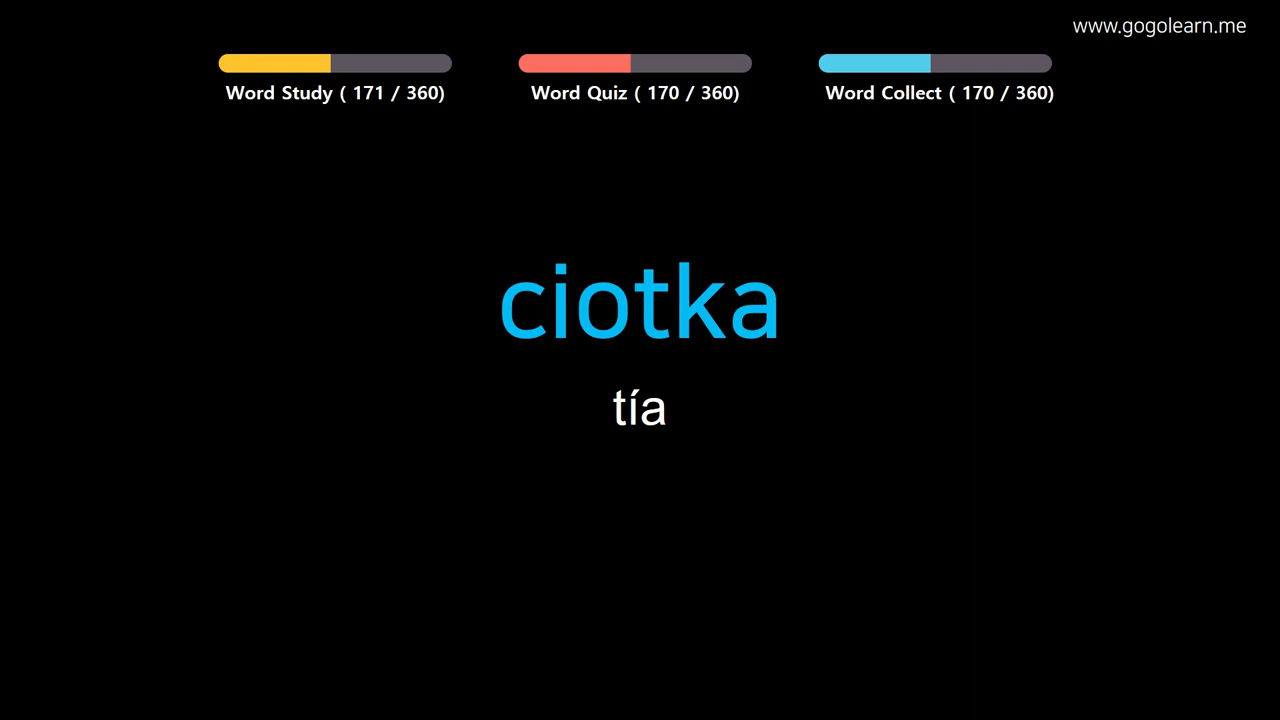 www.gogolearn.me
Word Study ( 171 / 360)
Word Quiz ( 170 / 360)
Word Collect ( 170 / 360)
ciotka
tía